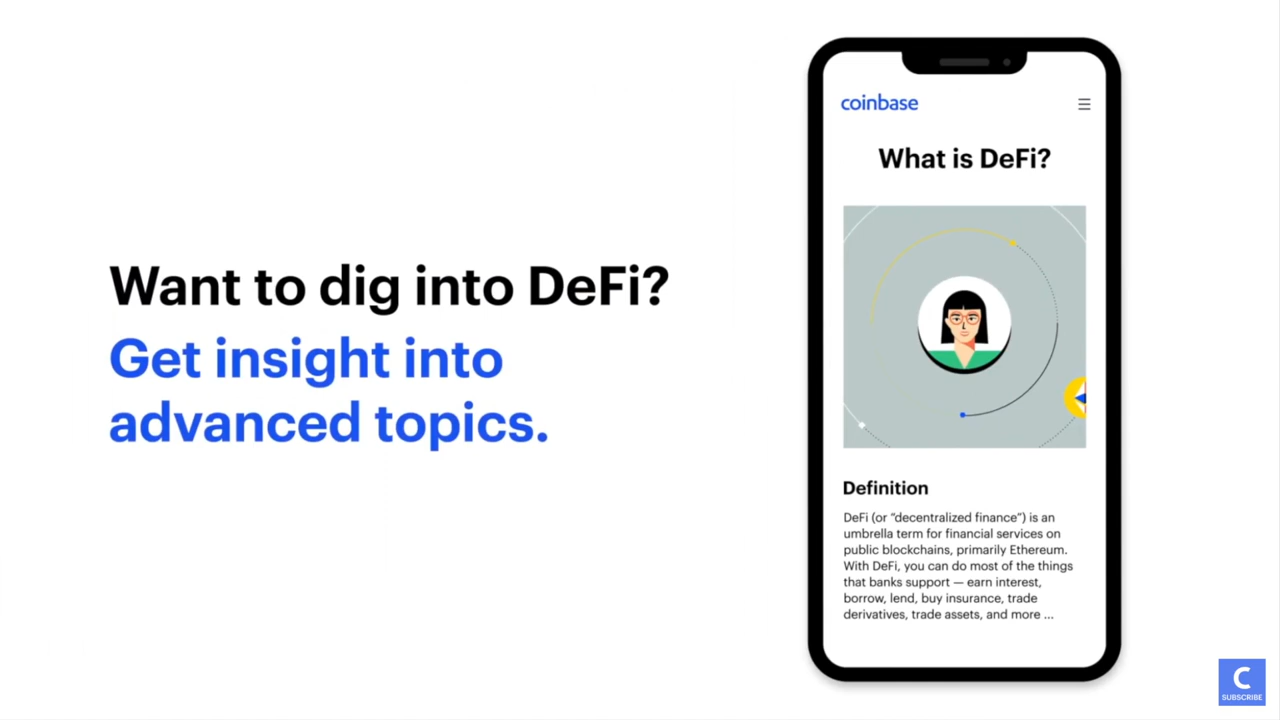 Want to dig into DeFi?
Get insight into
advanced topics.
coinbase
What is DeFi?
Definition
DeFi (or “decentralized finance”) is an
umbrella term for financial services on
public blockchains, primarily Ethereum.
With DeFi, you can do most of the things
that banks support — earn interest,
borrow, lend, buy insurance, trade
derivatives, trade assets, and more ...
C
SUBSCRIBE